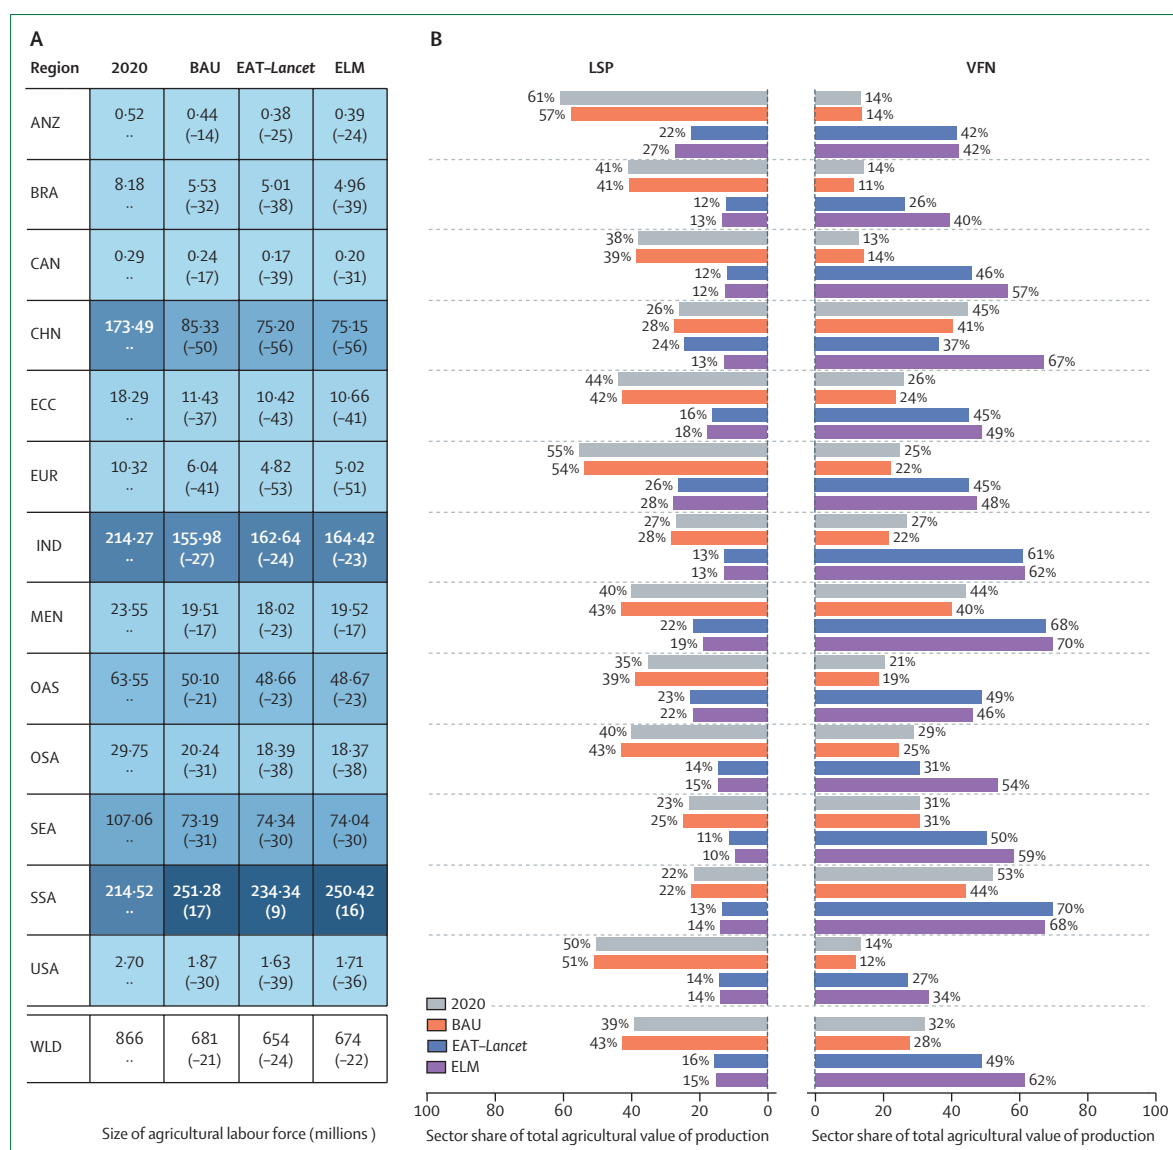 A
B
Region 2020 BAU EAT–Lancet ELM
LSP VFN
ANZ
0·52 0·44 0·38 0·39
·· (–14) (–25) (–24)
61% 14%
57% 14%
22% 42%
27% 42%
BRA
8·18 5·53 5·01 4·96
·· (–32) (–38) (–39)
41% 14%
41% 11%
12% 26%
13% 40%
CAN
0·29 0·24 0·17 0·20
·· (–17) (–39) (–31)
38% 13%
39% 14%
12% 46%
12% 57%
CHN
173·49 85·33 75·20 75·15
·· (–50) (–56) (–56)
26% 45%
28% 41%
24% 37%
13% 67%
ECC
18·29 11·43 10·42 10·66
·· (–37) (–43) (–41)
44% 26%
42% 24%
16% 45%
18% 49%
EUR
10·32 6·04 4·82 5·02
·· (–41) (–53) (–51)
55% 25%
54% 22%
26% 45%
28% 48%
IND
214·27 155·98 162·64 164·42
·· (–27) (–24) (–23)
27% 27%
28% 22%
13% 61%
13% 62%
MEN
23·55 19·51 18·02 19·52
·· (–17) (–23) (–17)
40% 44%
43% 40%
22% 68%
19% 70%
OAS
63·55 50·10 48·66 48·67
·· (–21) (–23) (–23)
35% 21%
39% 19%
23% 49%
22% 46%
OSA
29·75 20·24 18·39 18·37
·· (–31) (–38) (–38)
40% 29%
43% 25%
14% 31%
15% 54%
SEA
107·06 73·19 74·34 74·04
·· (–31) (–30) (–30)
23% 31%
25% 31%
11% 50%
10% 59%
SSA
214·52 251·28 234·34 250·42
·· (17) (9) (16)
22% 53%
22% 44%
13% 70%
14% 68%
USA
2·70 1·87 1·63 1·71
·· (–30) (–39) (–36)
50% 14%
51% 12%
14% 27%
14% 34%
2020
BAU
EAT–Lancet
ELM
WLD
866 681 654 674
·· (–21) (–24) (–22)
39% 32%
43% 28%
16% 49%
15% 62%
100 80 60 40 20 0 0 20 40 60 80 100
Size of agricultural labour force (millions )
Sector share of total agricultural value of production
Sector share of total agricultural value of production